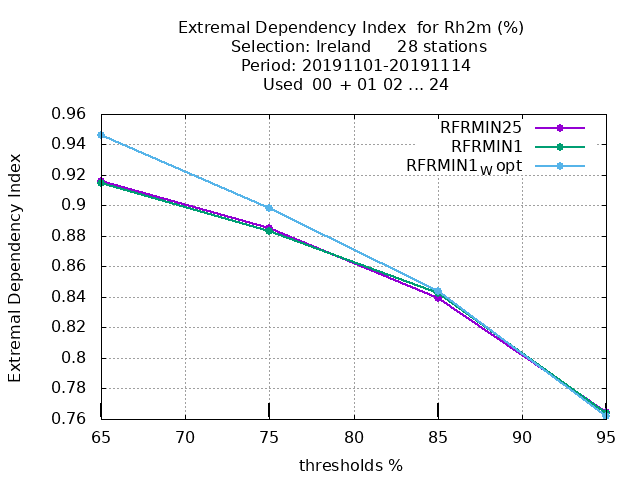 Extremal Dependency Index  for Rh2m (%)
Selection: Ireland     28 stations
Period: 20191101-20191114
Used  00 + 01 02 ... 24
0.96
0.94
0.92
0.9
0.88
0.86
0.84
0.82
0.8
0.78
0.76
Extremal Dependency Index
RFRMIN25
RFRMIN1
RFRMIN1W opt
65 70 75 80 85 90 95
thresholds %